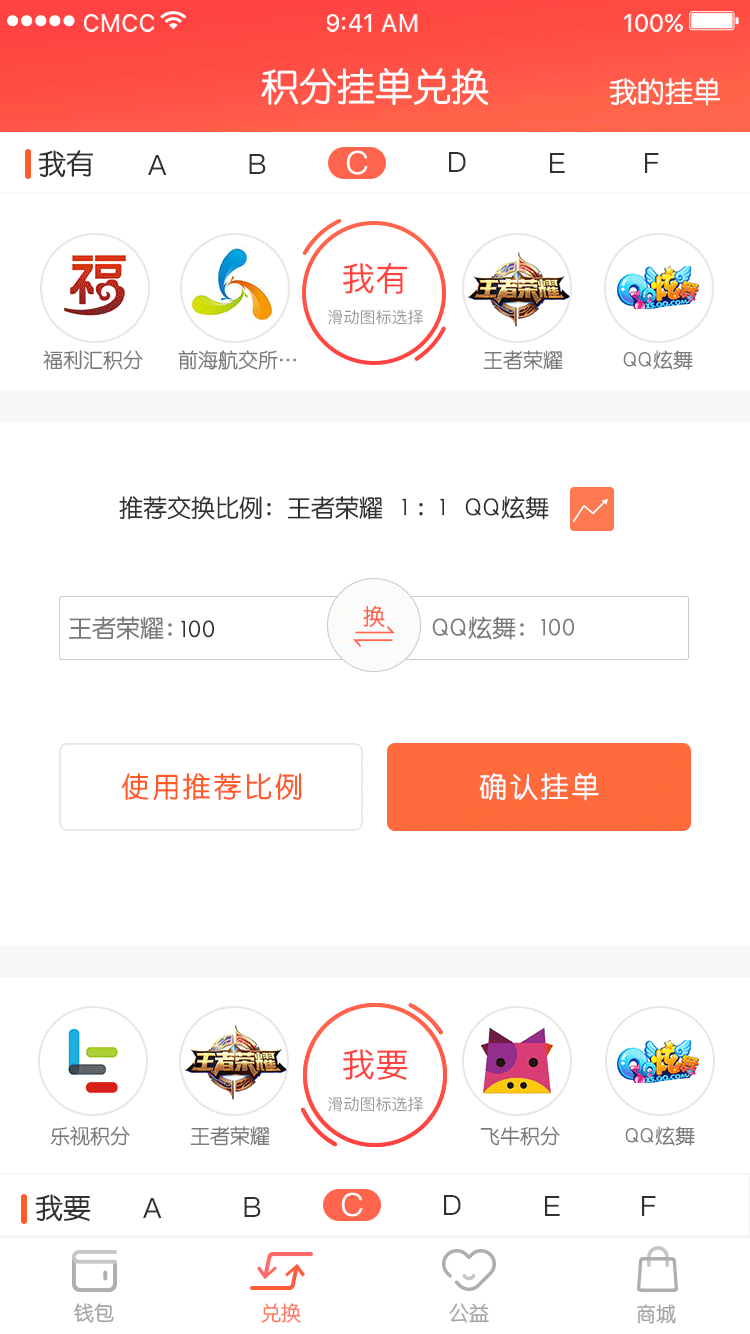 CMCC 9:41 AM 100%
积分挂单兑换 我的挂单
我有 A B C D E F
福 王者荣耀 QQ炫舞
X5.QQ.COM
我有
滑动图标选择
福利汇积分 前海航交所… 王者荣耀 QQ炫舞
推荐交换比例：王者荣耀 1：1 QQ炫舞
王者荣耀：100 换 QQ炫舞：100
使用推荐比例 确认挂单
王者荣耀 QQ炫舞
X5.QQ.COM
我要
滑动图标选择
乐视积分 王者荣耀 飞牛积分 QQ炫舞
我要 A B C D E F
钱包 兑换 公益 商城